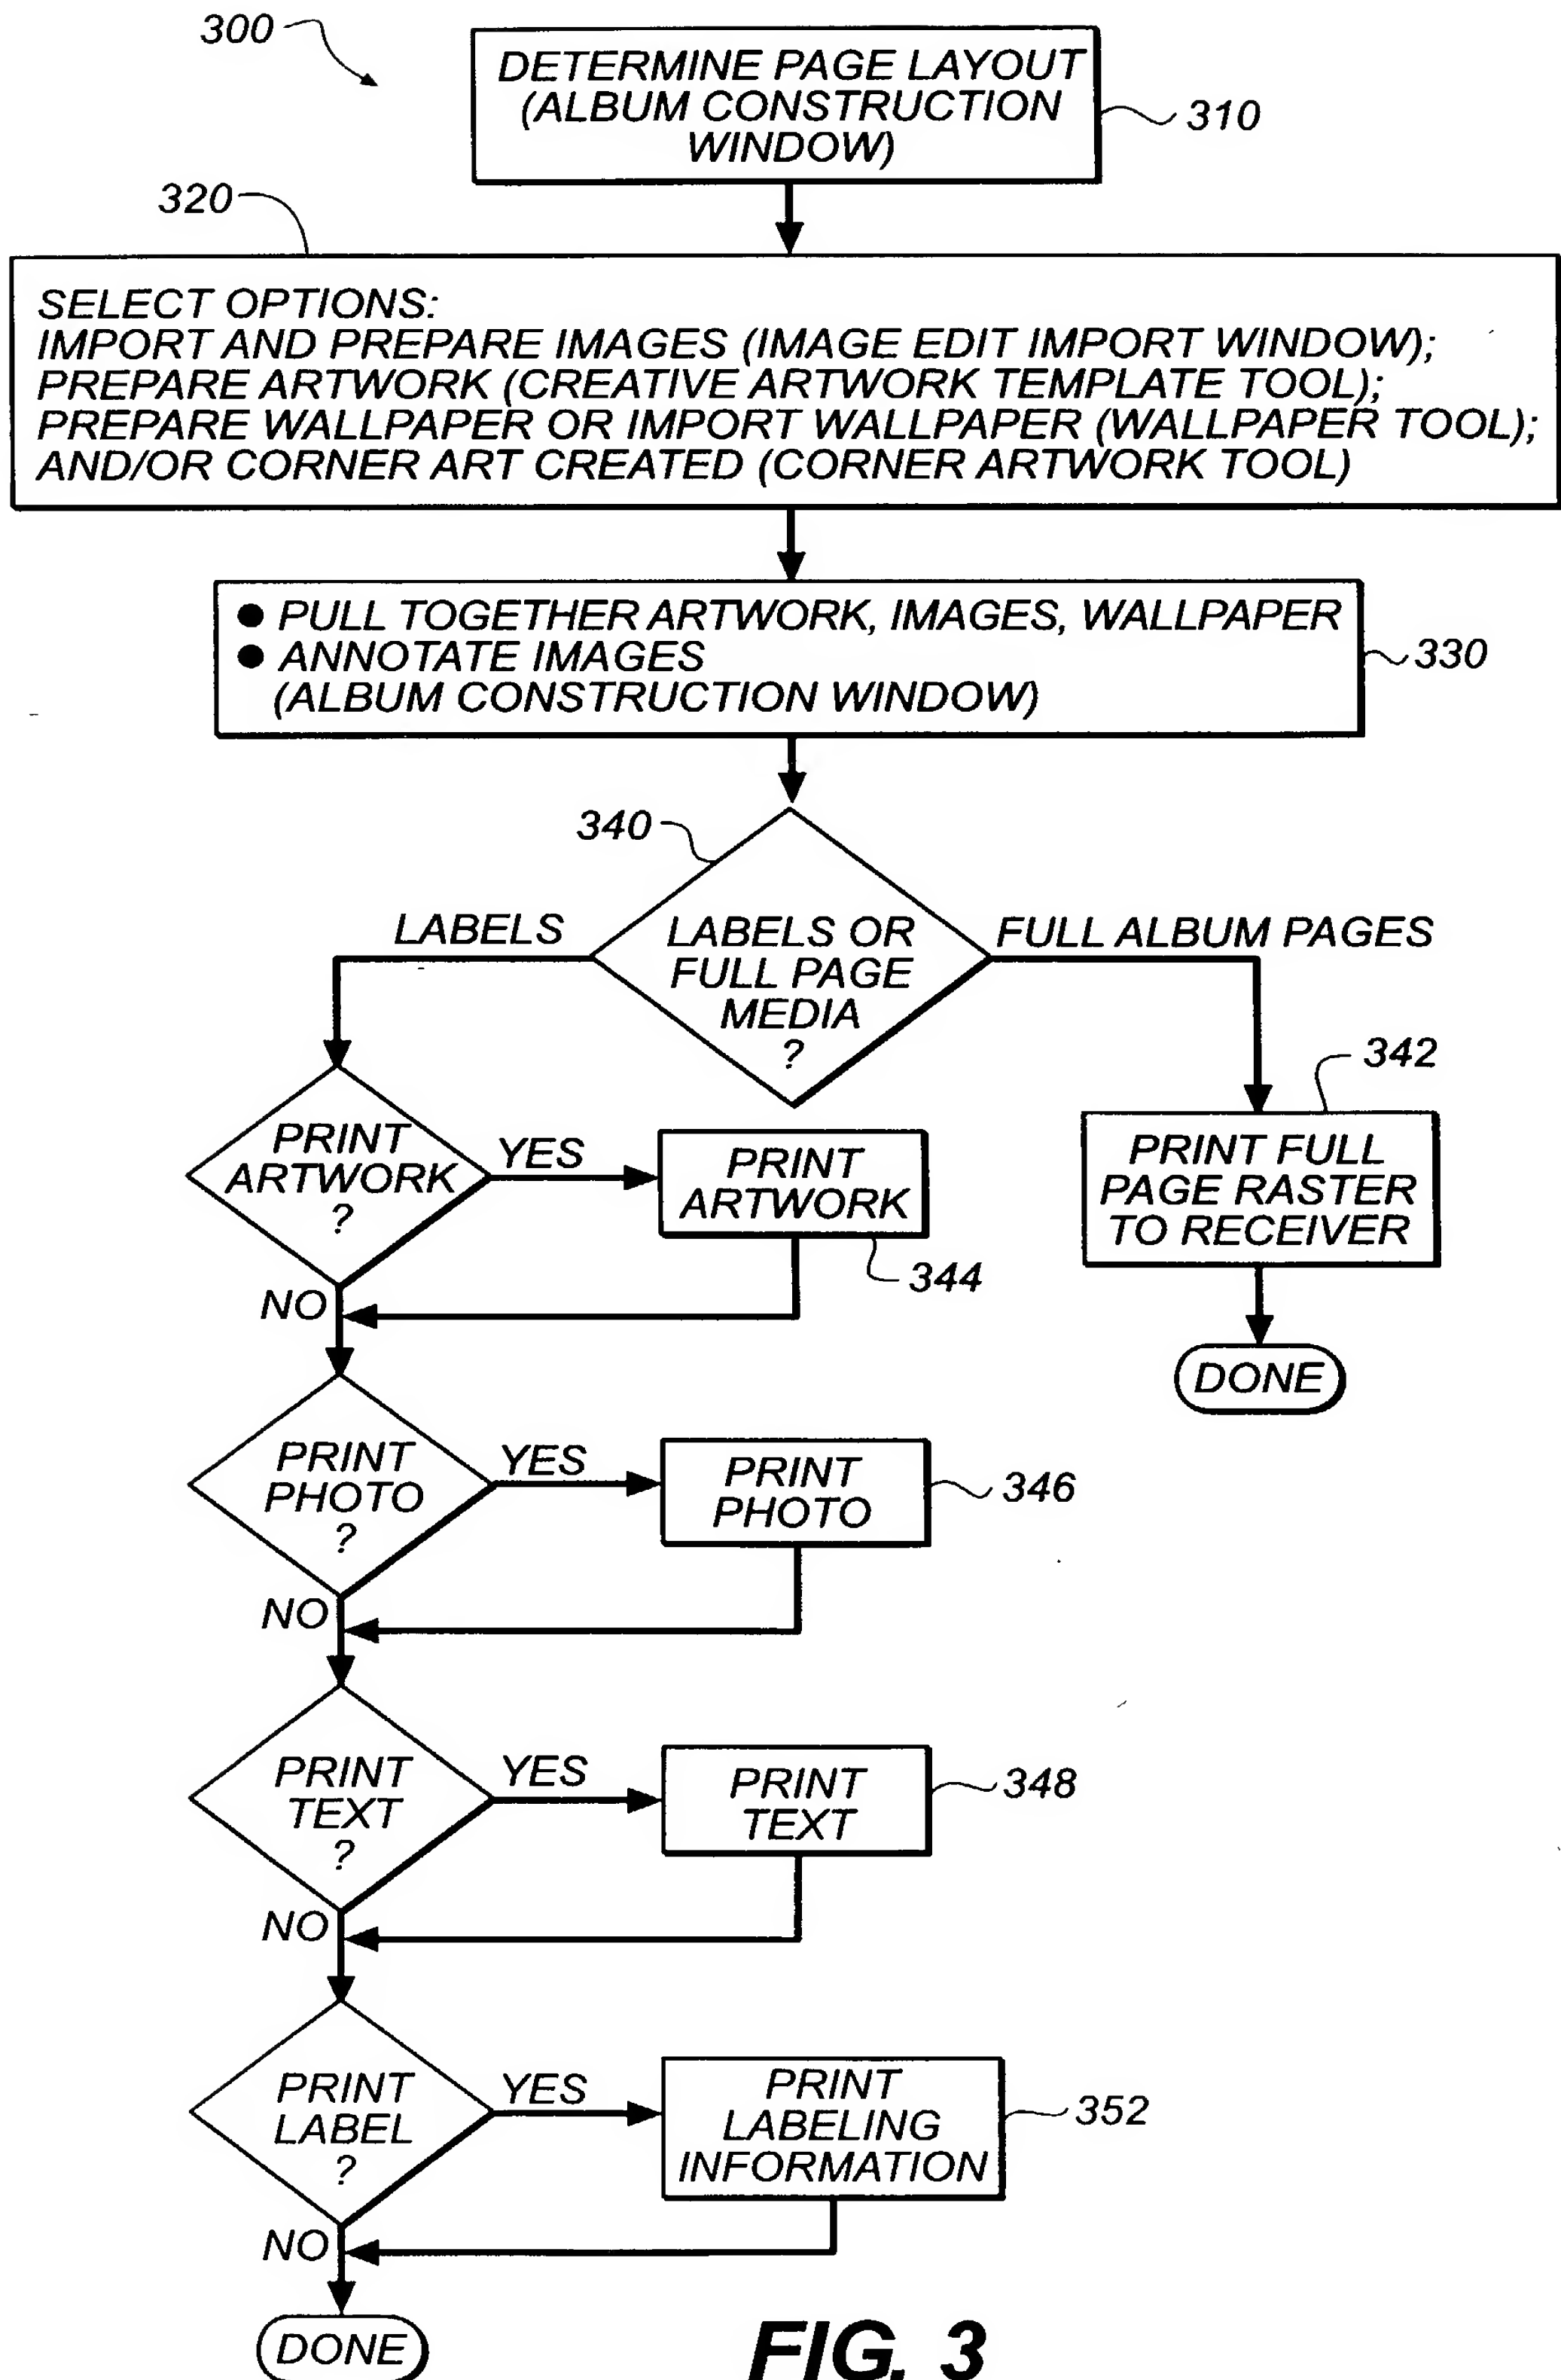 300
DETERMINE PAGE LAYOUT
(ALBUM CONSTRUCTION
WINDOW)
310
320
SELECT OPTIONS:
IMPORT AND PREPARE IMAGES (IMAGE EDIT IMPORT WINDOW);
PREPARE ARTWORK (CREATIVE ARTWORK TEMPLATE TOOL);
PREPARE WALLPAPER OR IMPORT WALLPAPER (WALLPAPER TOOL);
AND/OR CORNER ART CREATED (CORNER ARTWORK TOOL)
● PULL TOGETHER ARTWORK, IMAGES, WALLPAPER
● ANNOTATE IMAGES
(ALBUM CONSTRUCTION WINDOW)
330
340
LABELS
LABELS OR
FULL PAGE
MEDIA
?
FULL ALBUM PAGES
342
PRINT FULL
PAGE RASTER
TO RECEIVER
DONE
PRINT
ARTWORK
?
YES
PRINT
ARTWORK
344
NO
PRINT
PHOTO
?
YES
PRINT
PHOTO
346
NO
PRINT
TEXT
?
YES
PRINT
TEXT
348
NO
PRINT
LABEL
?
YES
PRINT
LABELING
INFORMATION
352
NO
DONE
FIG. 3